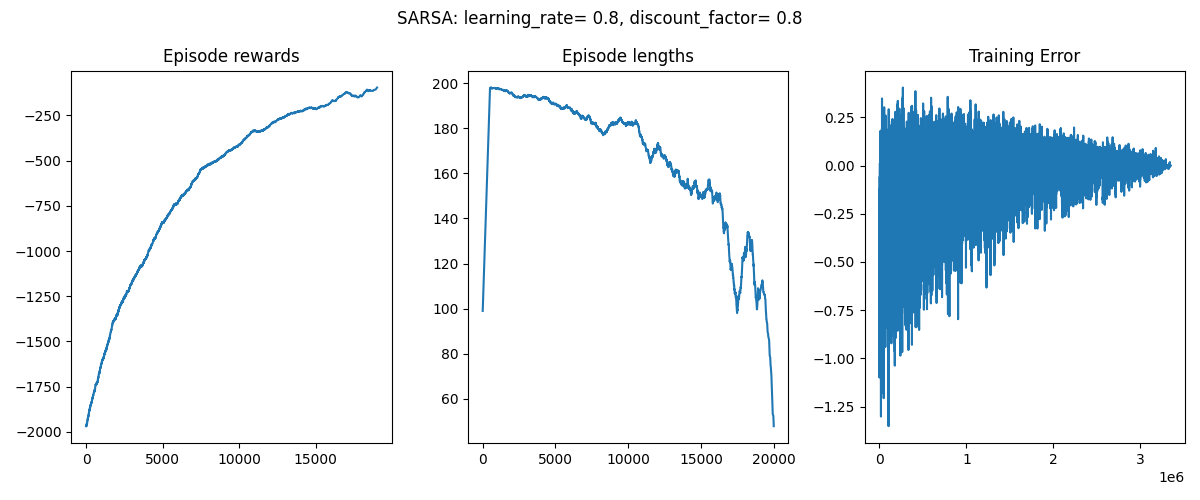 SARSA: learning_rate= 0.8, discount_factor= 0.8
Episode rewards
−250
−500
−750
−1000
−1250
−1500
−1750
−2000
0 5000 10000 15000
Episode lengths
200
180
160
140
120
100
80
60
0 5000 10000 15000 20000
Training Error
0.25
0.00
−0.25
−0.50
−0.75
−1.00
−1.25
0 1 2 3
1e6